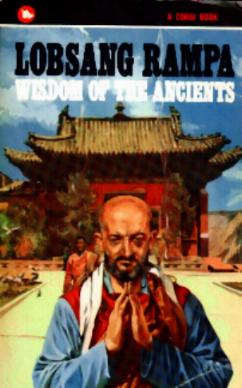 A CORGI BOOK
LOBSANG RAMPA
WISDOM OF THE ANCIENTS